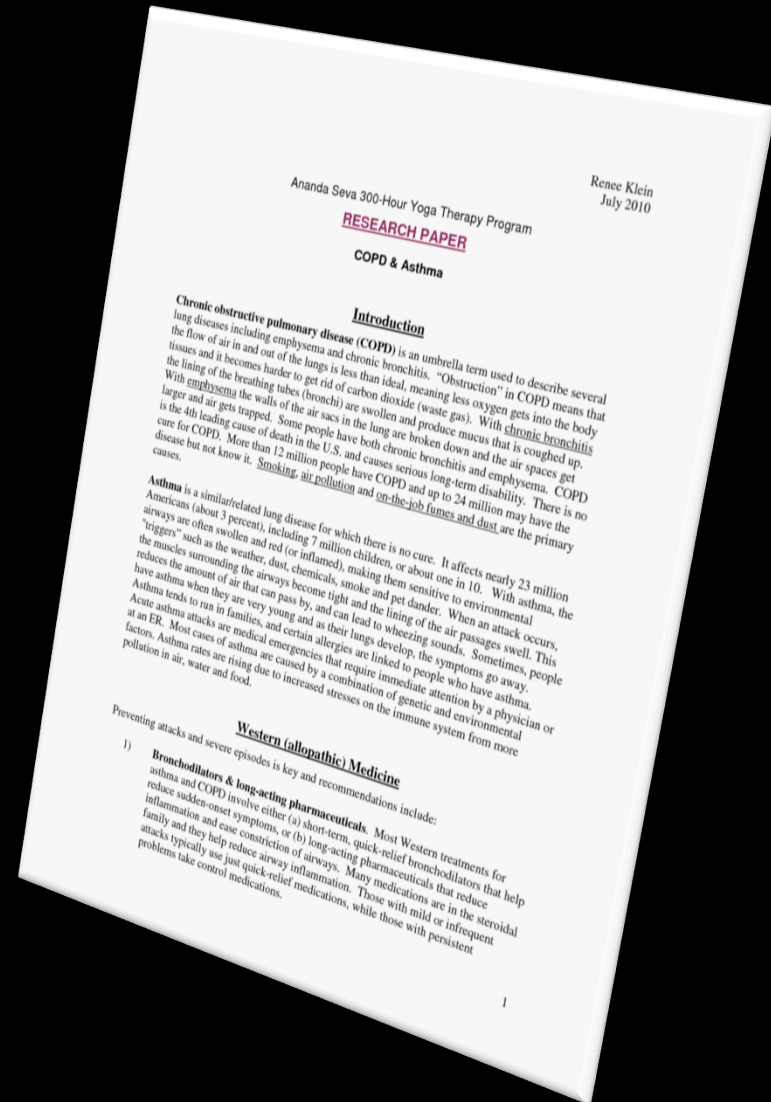 Renee Klein
July 2010
Ananda Seva 300-Hour Yoga Therapy Program
RESEARCH PAPER
COPD & Asthma
Introduction
Chronic obstructive pulmonary disease (COPD) is an umbrella term used to describe several
lung diseases including emphysema and chronic bronchitis. “Obstruction” in COPD means that
the flow of air in and out of the lungs is less than ideal, meaning less oxygen gets into the body
tissues and it becomes harder to get rid of carbon dioxide (waste gas). With chronic bronchitis
the lining of the breathing tubes (bronchi) are swollen and produce mucus that is coughed up.
With emphysema the walls of the air sacs in the lung are broken down and the air spaces get
larger and air gets trapped. Some people have both chronic bronchitis and emphysema. COPD
is the 4th leading cause of death in the U.S. and causes serious long-term disability. There is no
cure for COPD. More than 12 million people have COPD and up to 24 million may have the
disease but not know it. Smoking, air pollution and on-the-job fumes and dust are the primary
causes.
Asthma is a similar/related lung disease for which there is no cure. It affects nearly 23 million
Americans (about 3 percent), including 7 million children, or about one in 10. With asthma, the
airways are often swollen and red (or inflamed), making them sensitive to environmental
“triggers” such as the weather, dust, chemicals, smoke and pet dander. When an attack occurs,
the muscles surrounding the airways become tight and the lining of the air passages swell. This
reduces the amount of air that can pass by, and can lead to wheezing sounds. Sometimes, people
have asthma when they are very young and as their lungs develop, the symptoms go away.
Asthma tends to run in families, and certain allergies are linked to people who have asthma.
Acute asthma attacks are medical emergencies that require immediate attention by a physician or
at an ER. Most cases of asthma are caused by a combination of genetic and environmental
factors. Asthma rates are rising due to increased stresses on the immune system from more
pollution in air, water and food.
Western (allopathic) Medicine
Preventing attacks and severe episodes is key and recommendations include:
1) Bronchodilators & long-acting pharmaceuticals. Most Western treatments for
asthma and COPD involve either (a) short-term, quick-relief bronchodilators that help
reduce sudden-onset symptoms, or (b) long-acting pharmaceuticals that reduce
inflammation and ease constriction of airways. Many medications are in the steroidal
family and they help reduce airway inflammation. Those with mild or infrequent
attacks typically use just quick-relief medications, while those with persistent
problems take control medications.
1